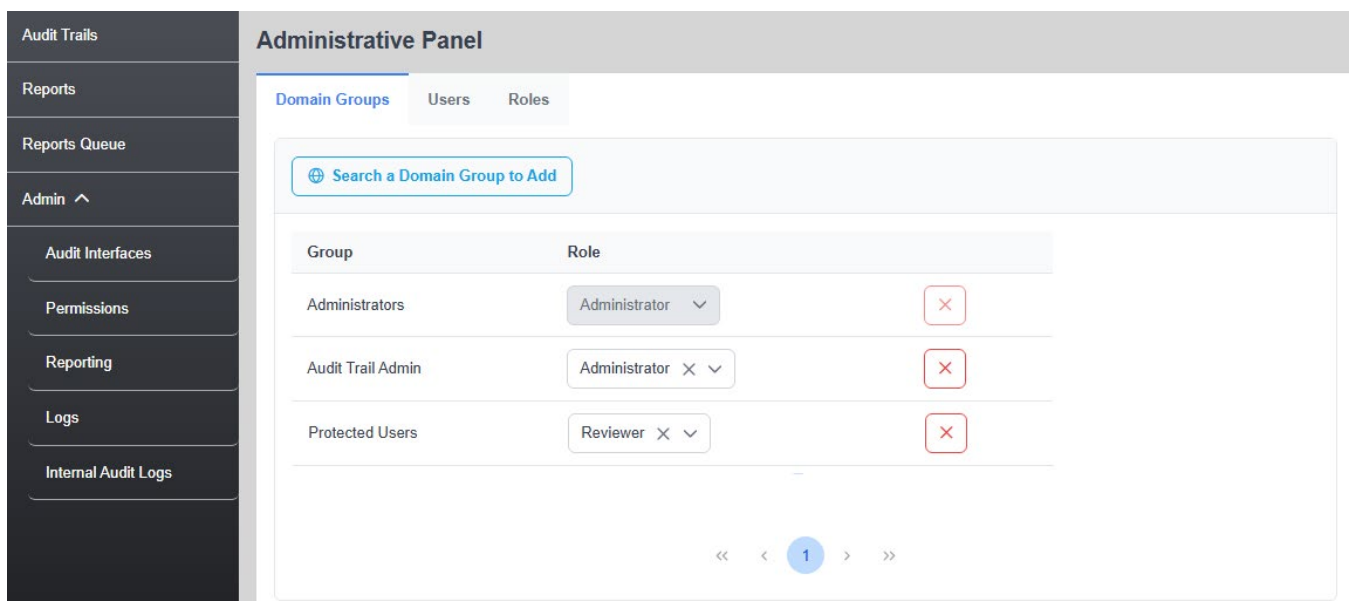 Audit Trails
Reports
Reports Queue
Admin
Audit Interfaces
Permissions
Reporting
Logs
Internal Audit Logs
Administrative Panel
Domain Groups Users Roles
Search a Domain Group to Add
Group Role
Administrators Administrator
Audit Trail Admin Administrator
Protected Users Reviewer
1